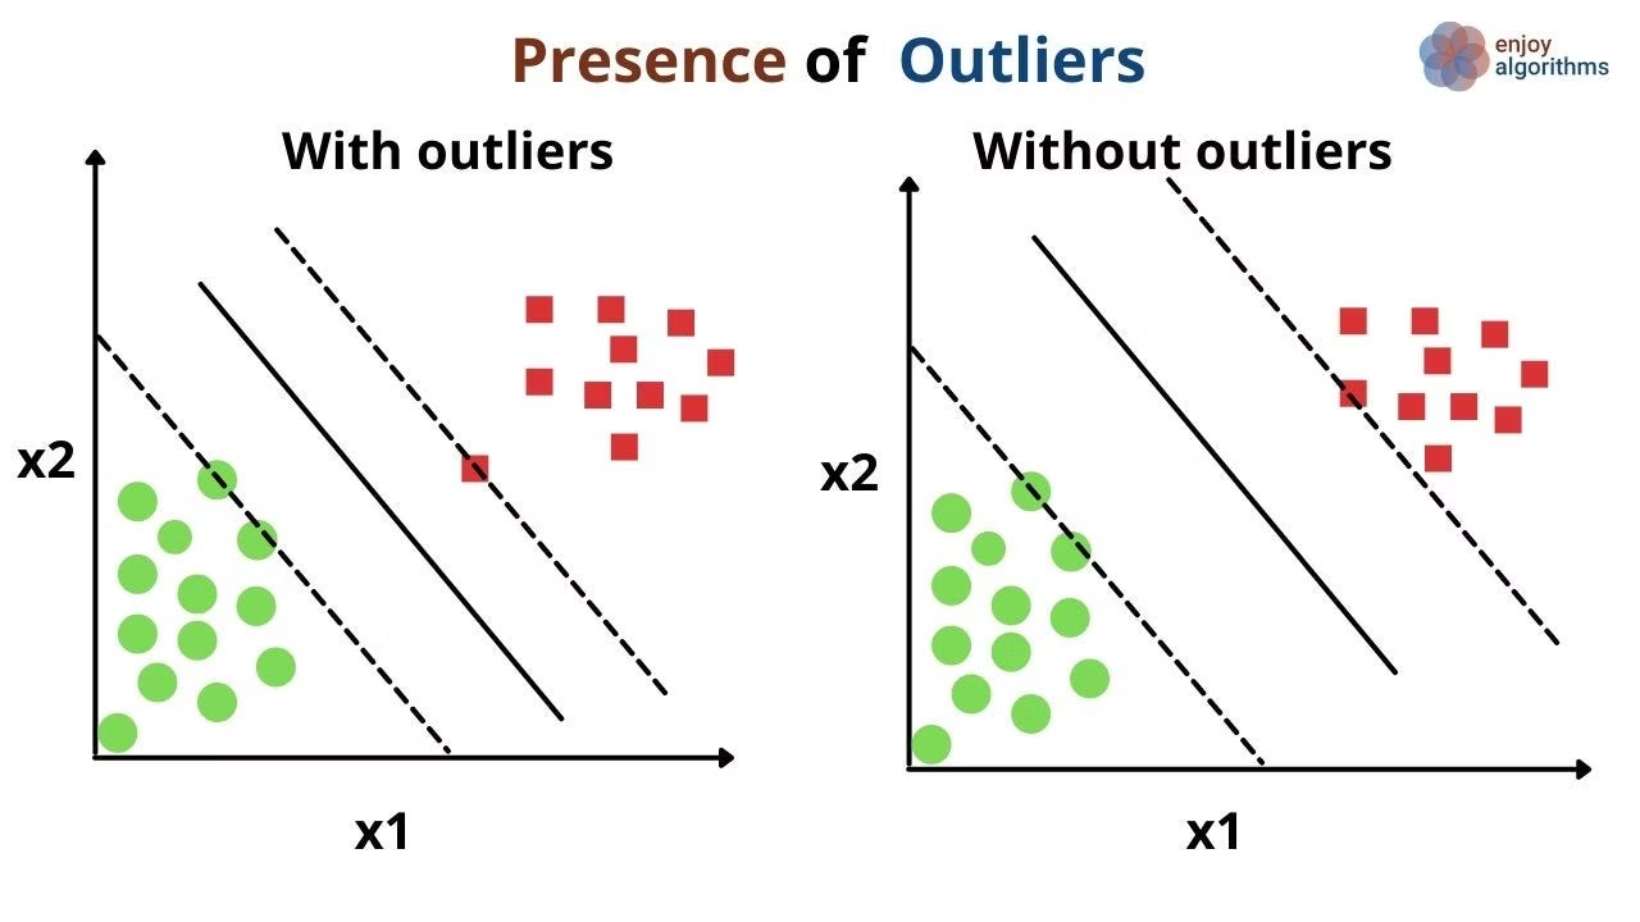 Presence of Outliers
enjoy
algorithms
With outliers
Without outliers
x2
x2
x1
x1